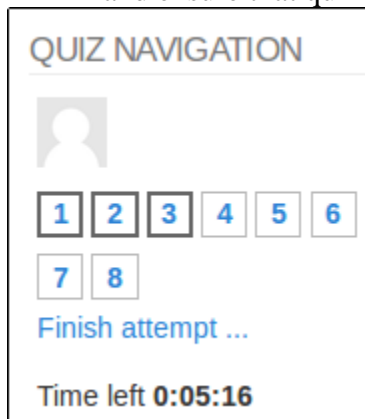 QUIZ NAVIGATION
1 2 3 4 5 6
7 8
Finish attempt ...
Time left 0:05:16